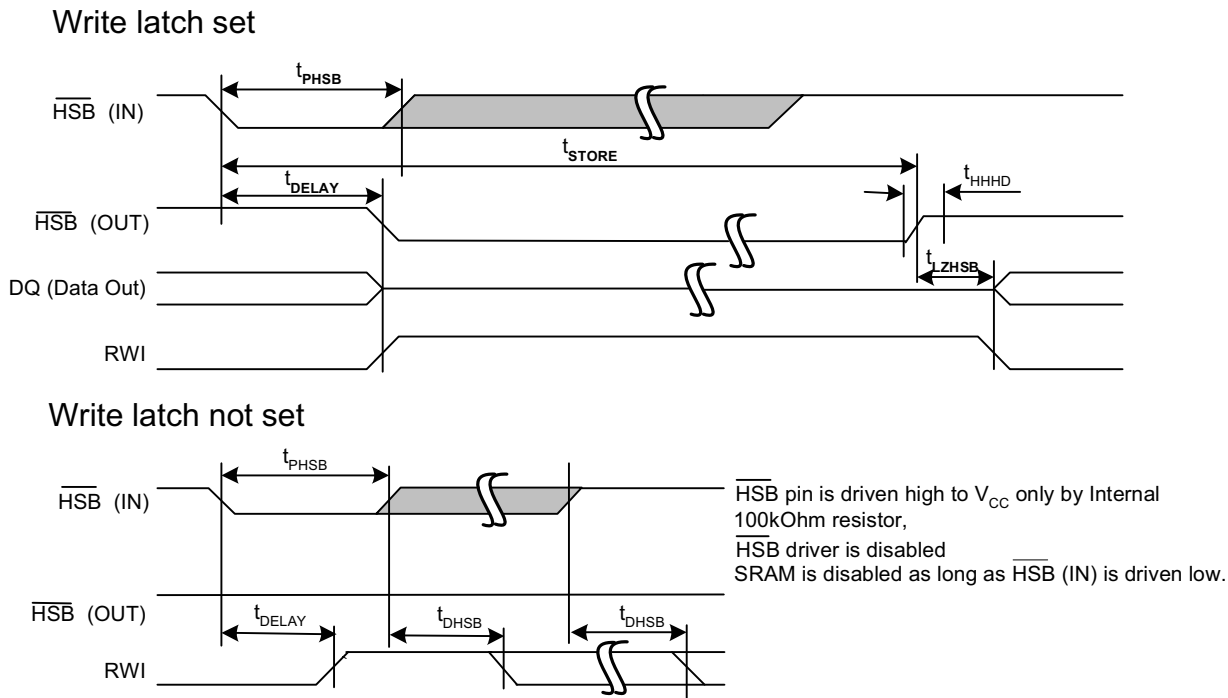 Write latch set
tPHSB
HSB (IN)
tSTORE
tDELAY
tHHHD
HSB (OUT)
tLZHSB
DQ (Data Out)
RWI
Write latch not set
tPHSB
HSB (IN)
HSB pin is driven high to VCC only by Internal
100kOhm resistor,
HSB driver is disabled
SRAM is disabled as long as HSB (IN) is driven low.
HSB (OUT)
tDELAY
tDHSB
tDHSB
RWI